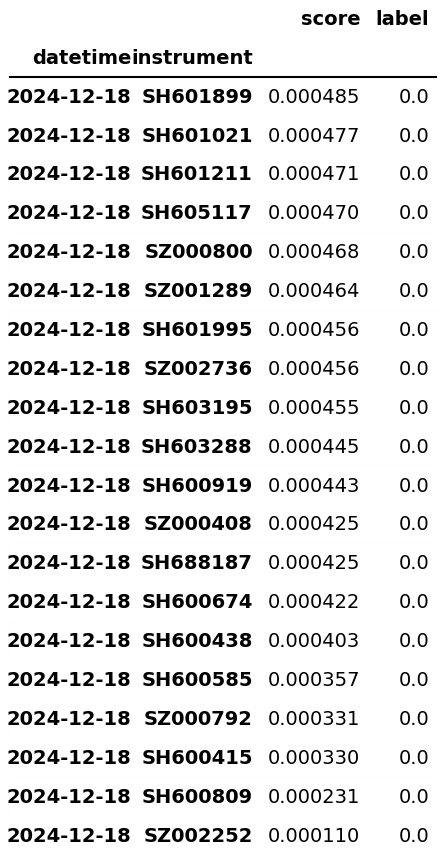 score label
datetime instrument
2024-12-18 SH601899 0.000485 0.0
2024-12-18 SH601021 0.000477 0.0
2024-12-18 SH601211 0.000471 0.0
2024-12-18 SH605117 0.000470 0.0
2024-12-18 SZ000800 0.000468 0.0
2024-12-18 SZ001289 0.000464 0.0
2024-12-18 SH601995 0.000456 0.0
2024-12-18 SZ002736 0.000456 0.0
2024-12-18 SH603195 0.000455 0.0
2024-12-18 SH603288 0.000445 0.0
2024-12-18 SH600919 0.000443 0.0
2024-12-18 SZ000408 0.000425 0.0
2024-12-18 SH688187 0.000425 0.0
2024-12-18 SH600674 0.000422 0.0
2024-12-18 SH600438 0.000403 0.0
2024-12-18 SH600585 0.000357 0.0
2024-12-18 SZ000792 0.000331 0.0
2024-12-18 SH600415 0.000330 0.0
2024-12-18 SH600809 0.000231 0.0
2024-12-18 SZ002252 0.000110 0.0